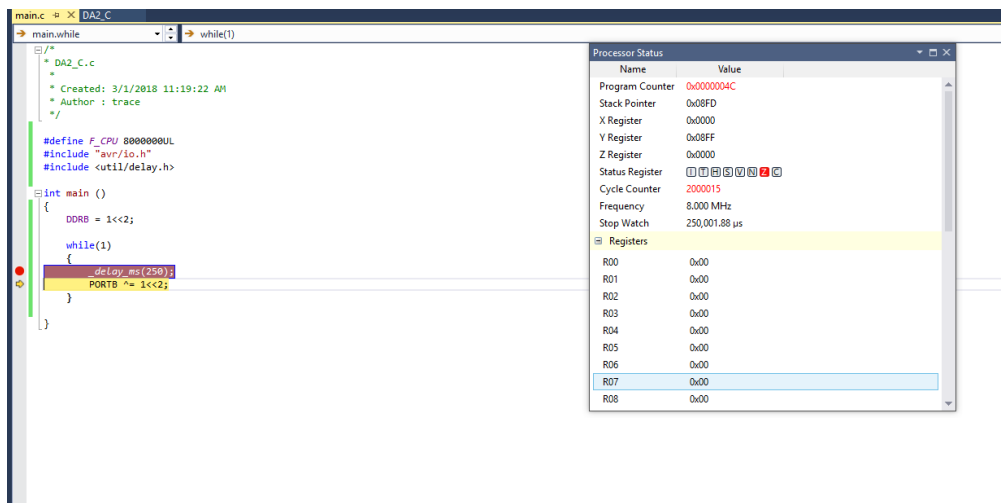 main.c DA2_C
main.while while(1)
/*
* DA2_C.c
*
* Created: 3/1/2018 11:19:22 AM
* Author : trace
*/
#define F_CPU 8000000UL
#include "avr/io.h"
#include <util/delay.h>
int main ()
{
DDRB = 1<<2;
while(1)
{
_delay_ms(250);
PORTB ^= 1<<2;
}
}
Processor Status
Name Value
Program Counter 0x0000004C
Stack Pointer 0x08FD
X Register 0x0000
Y Register 0x08FF
Z Register 0x0000
Status Register I T H S V N Z C
Cycle Counter 2000015
Frequency 8.000 MHz
Stop Watch 250,001.88 µs
Registers
R00 0x00
R01 0x00
R02 0x00
R03 0x00
R04 0x00
R05 0x00
R06 0x00
R07 0x00
R08 0x00